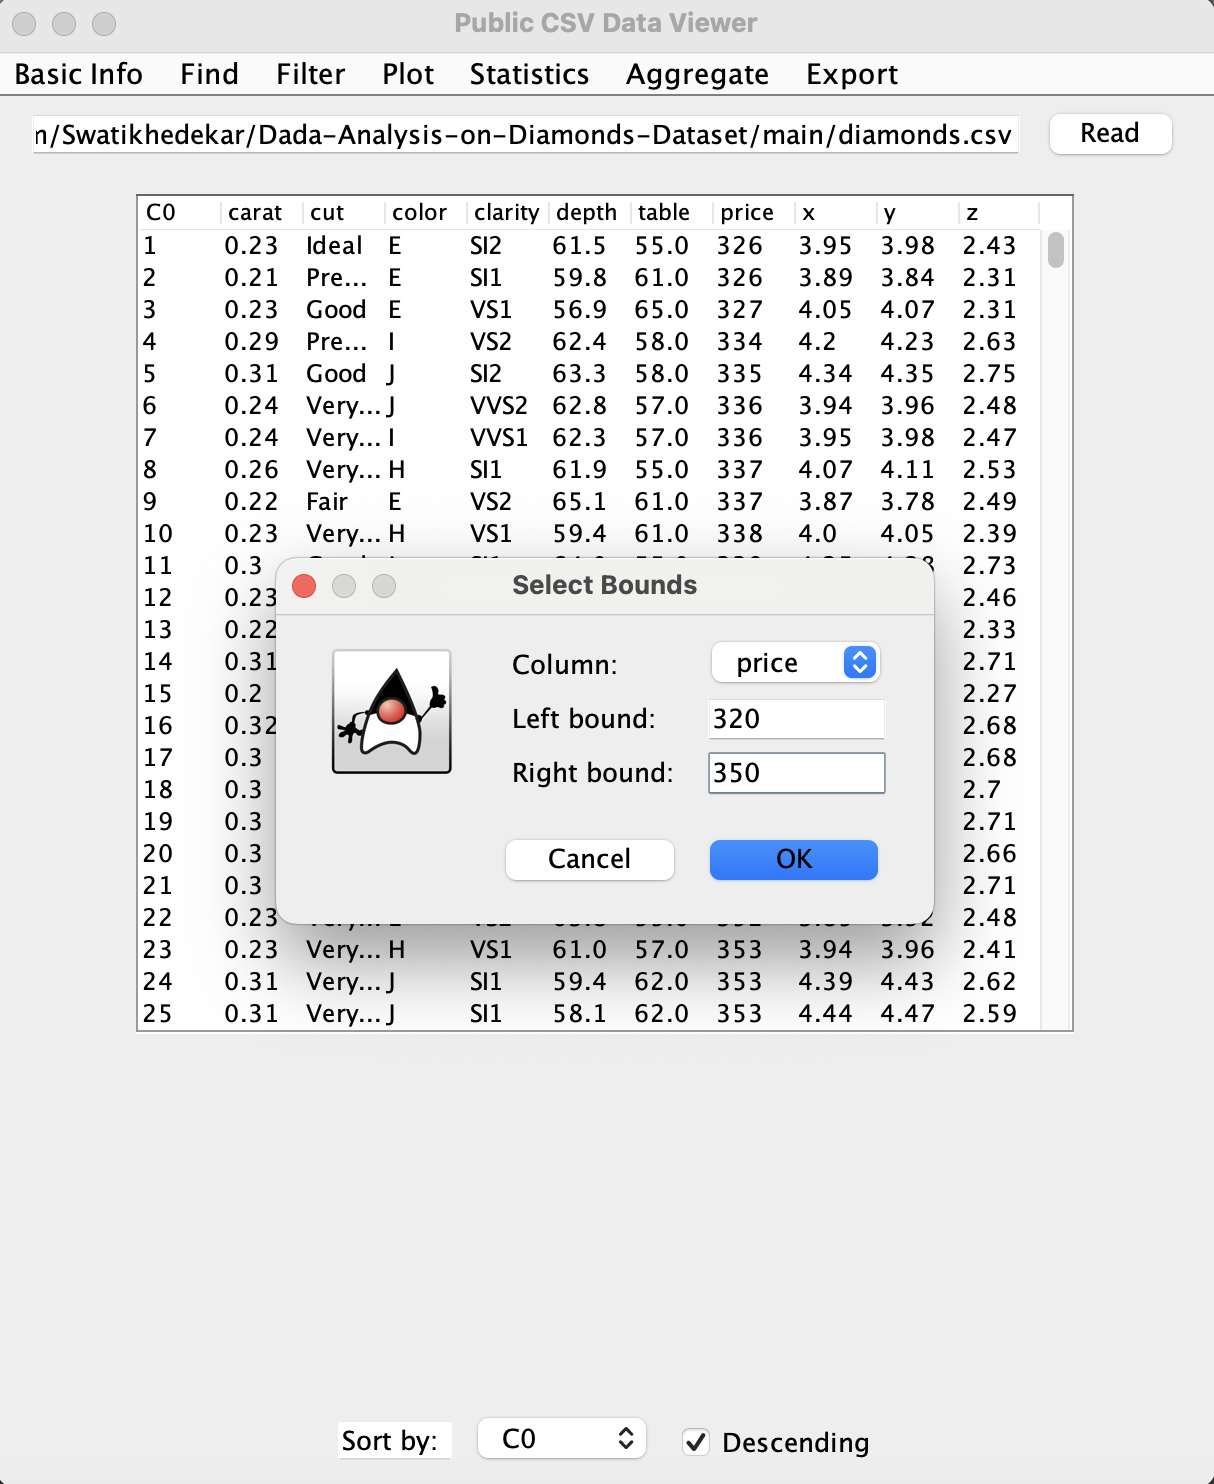 Public CSV Data Viewer
Basic Info Find Filter Plot Statistics Aggregate Export
n/Swatikhedekar/Dada-Analysis-on-Diamonds-Dataset/main/diamonds.csv Read
C0 carat cut color clarity depth table price x y z
1 0.23 Ideal E SI2 61.5 55.0 326 3.95 3.98 2.43
2 0.21 Pre... E SI1 59.8 61.0 326 3.89 3.84 2.31
3 0.23 Good E VS1 56.9 65.0 327 4.05 4.07 2.31
4 0.29 Pre... I VS2 62.4 58.0 334 4.2 4.23 2.63
5 0.31 Good J SI2 63.3 58.0 335 4.34 4.35 2.75
6 0.24 Very... J VVS2 62.8 57.0 336 3.94 3.96 2.48
7 0.24 Very... I VVS1 62.3 57.0 336 3.95 3.98 2.47
8 0.26 Very... H SI1 61.9 55.0 337 4.07 4.11 2.53
9 0.22 Fair E VS2 65.1 61.0 337 3.87 3.78 2.49
10 0.23 Very... H VS1 59.4 61.0 338 4.0 4.05 2.39
11 0.3 2.73
12 0.23 2.46
13 0.22 2.33
14 0.31 2.71
15 0.2 2.27
16 0.32 2.68
17 0.3 2.68
18 0.3 2.7
19 0.3 2.71
20 0.3 2.66
21 0.3 2.71
22 0.23 2.48
23 0.23 Very... H VS1 61.0 57.0 353 3.94 3.96 2.41
24 0.31 Very... J SI1 59.4 62.0 353 4.39 4.43 2.62
25 0.31 Very... J SI1 58.1 62.0 353 4.44 4.47 2.59
Select Bounds
Column: price
Left bound: 320
Right bound: 350
Cancel OK
Sort by: C0 Descending